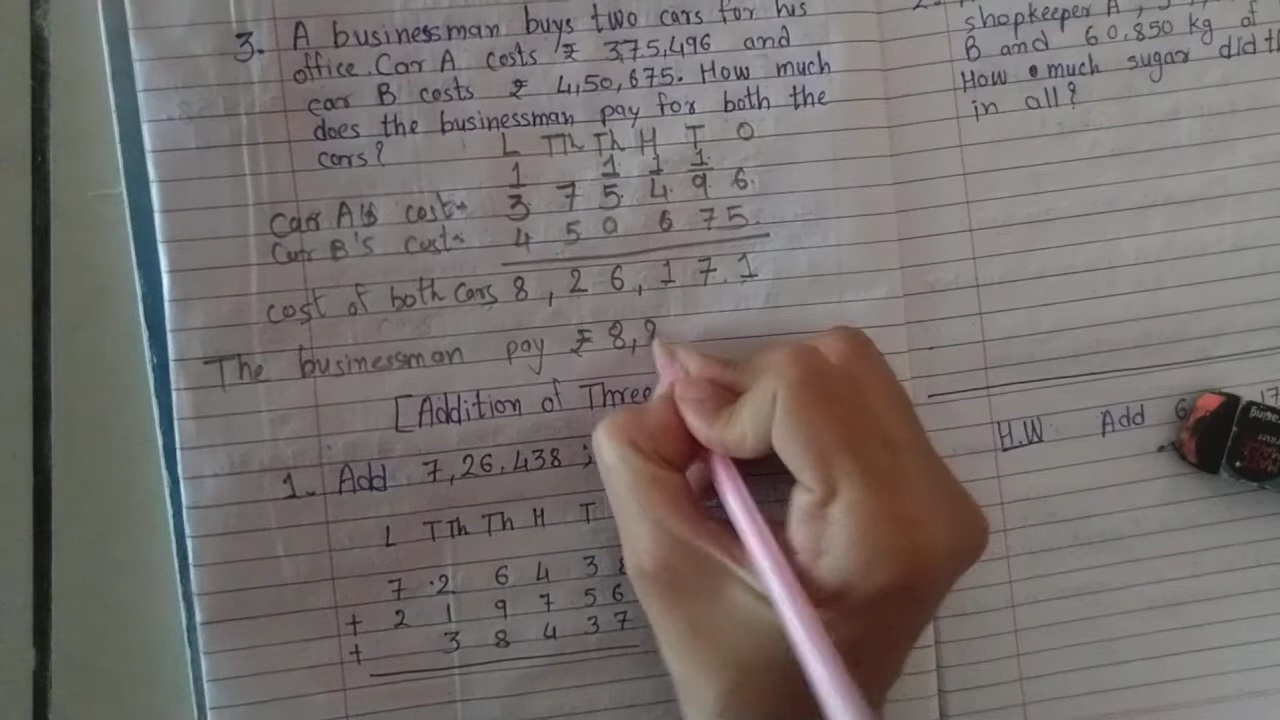 3. A businessman buys two cars for his
office. Car A costs ₹ 375,496 and
car B costs ₹ 4,50,675. How much
does the businessman pay for both the
cars?
L TTh Th H T O
1 1 1 1
Car A's cost 3 7 5 4 9 6
Car B's cost 4 5 0 6 7 5
cost of both cars 8,2 6,1 7 1
The businessman pay ₹ 8,2
[Addition of Three
1. Add 7,26,438 ;
L TTh Th H T
7 2 6 4 3
+ 2 1 9 7 5 6
+ 3 8 4 3 7
shopkeeper A,
B and 60,850 kg of
How much sugar did
in all?
H.W Add 6 17